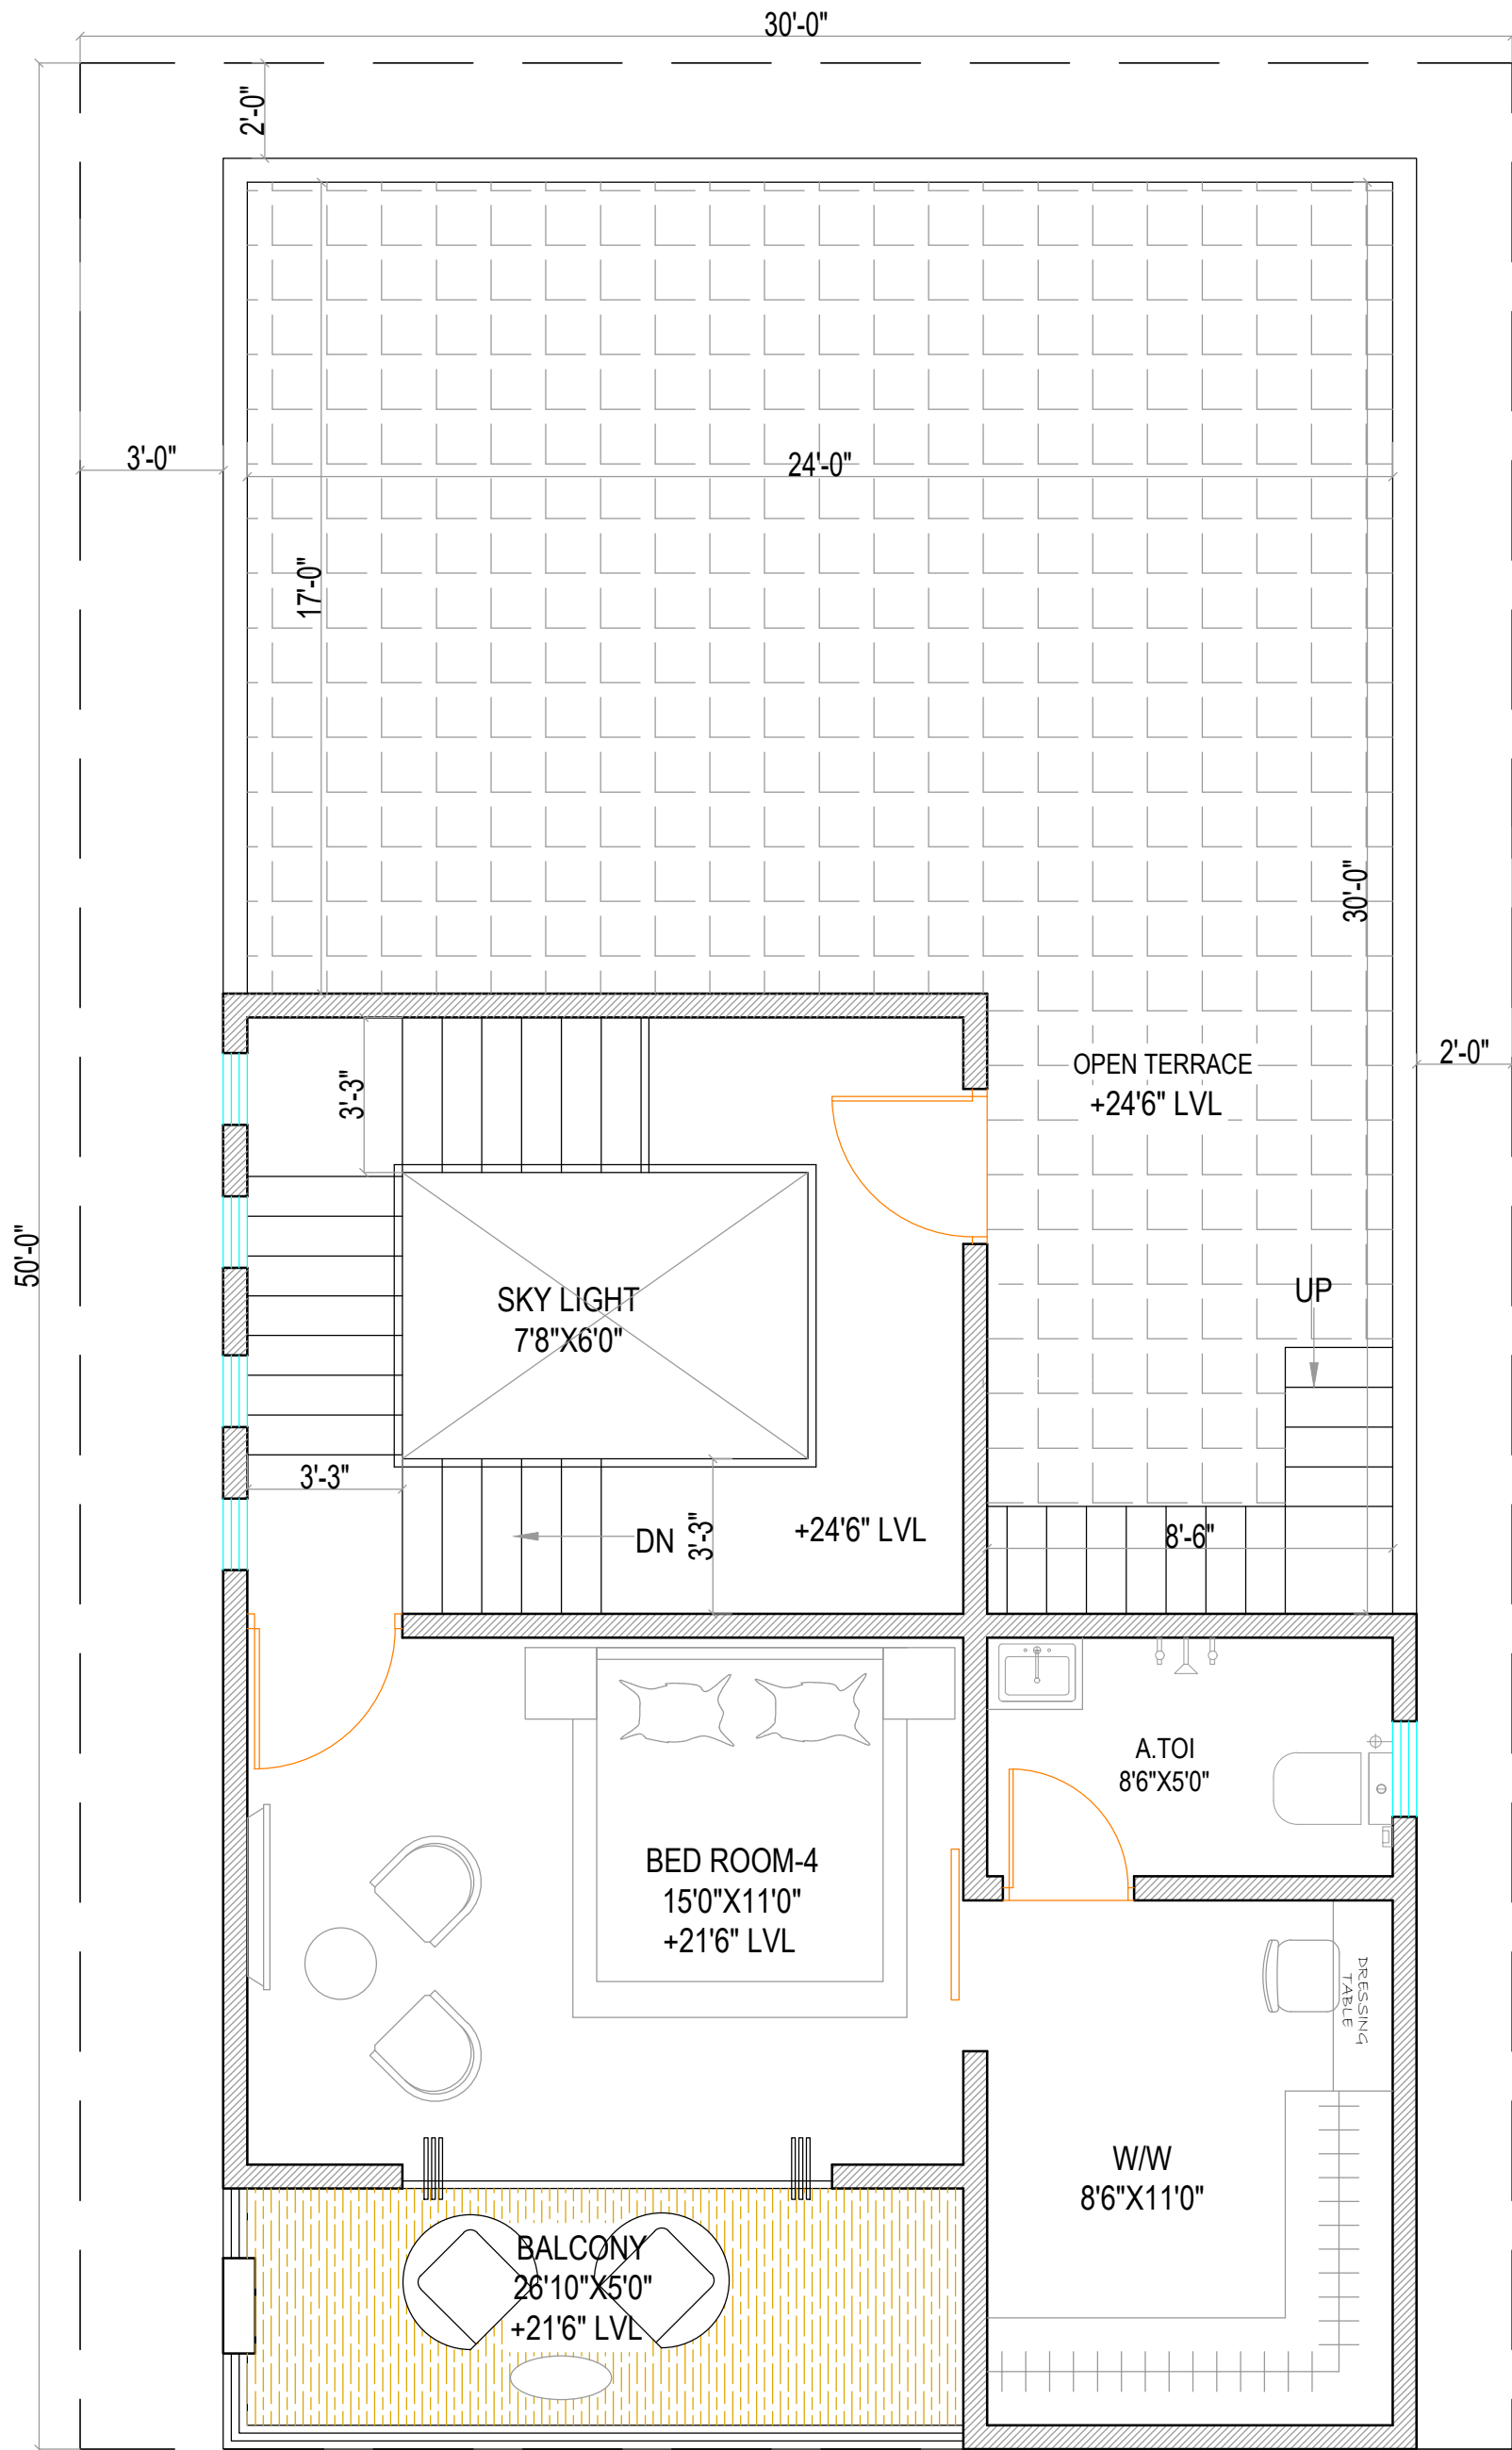 30'-0"
2'-0"
3'-0"
24'-0"
17'-0"
30'-0"
OPEN TERRACE
+24'6" LVL
2'-0"
3'-3"
50'-0"
SKY LIGHT
7'8"X6'0"
UP
3'-3"
DN
3'-3"
+24'6" LVL
8'-6"
A.TOI
8'6"X5'0"
BED ROOM-4
15'0"X11'0"
+21'6" LVL
DRESSING
TABLE
W/W
8'6"X11'0"
BALCONY
26'10"X5'0"
+21'6" LVL